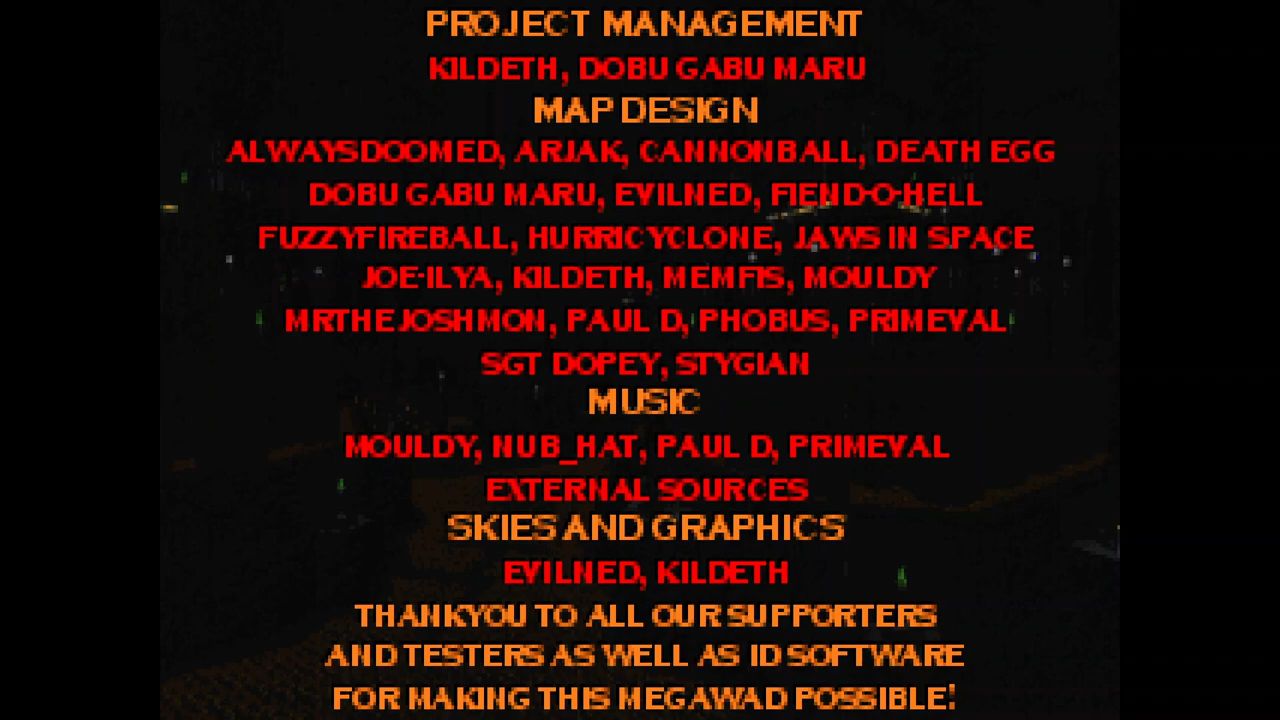 PROJECT MANAGEMENT
KILDETH, DOBU GABU MARU
MAP DESIGN
ALWAYSDOOMED, ARJAK, CANNONBALL, DEATH EGG
DOBU GABU MARU, EVILNED, FIEND-O-HELL
FUZZYFIREBALL, HURRICYCLONE, JAWS IN SPACE
JOE-ILYA, KILDETH, MEMFIS, MOULDY
MRTHEJOSHMON, PAUL D, PHOBUS, PRIMEVAL
SGT DOPEY, STYGIAN
MUSIC
MOULDY, NUB_HAT, PAUL D, PRIMEVAL
EXTERNAL SOURCES
SKIES AND GRAPHICS
EVILNED, KILDETH
THANKYOU TO ALL OUR SUPPORTERS
AND TESTERS AS WELL AS ID SOFTWARE
FOR MAKING THIS MEGAWAD POSSIBLE!